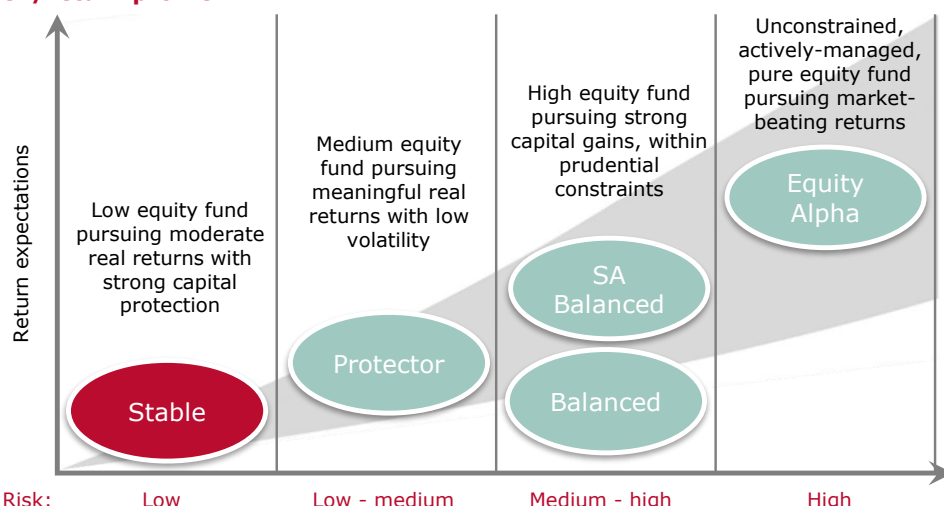 Unconstrained,
actively-managed,
pure equity fund
pursuing market-
beating returns
High equity fund
pursuing strong
capital gains, within
prudential
constraints
Medium equity
fund pursuing
meaningful real
returns with low
volatility
Low equity fund
pursuing moderate
real returns with
strong capital
protection
Return expectations
Equity
Alpha
SA
Balanced
Protector
Balanced
Stable
Risk: Low Low - medium Medium - high High